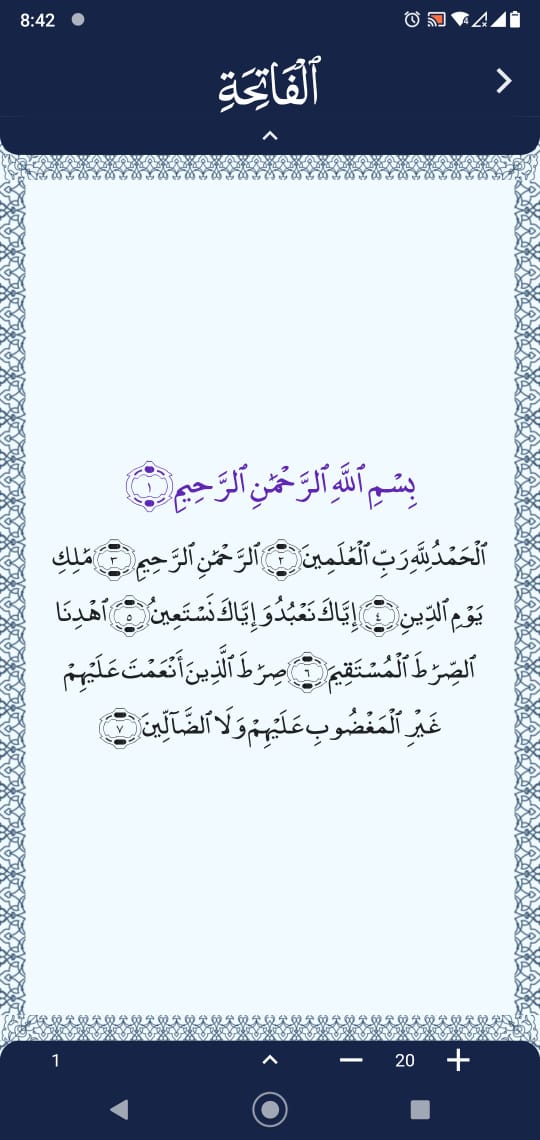 8:42
ٱلْفَاتِحَةِ
بِسْمِ ٱللَّهِ ٱلرَّحْمَٰنِ ٱلرَّحِيمِ ١
ٱلْحَمْدُ لِلَّهِ رَبِّ ٱلْعَٰلَمِينَ ٢ ٱلرَّحْمَٰنِ ٱلرَّحِيمِ ٣ مَٰلِكِ
يَوْمِ ٱلدِّينِ ٤ إِيَّاكَ نَعْبُدُ وَإِيَّاكَ نَسْتَعِينُ ٥ ٱهْدِنَا
ٱلصِّرَٰطَ ٱلْمُسْتَقِيمَ ٦ صِرَٰطَ ٱلَّذِينَ أَنْعَمْتَ عَلَيْهِمْ
غَيْرِ ٱلْمَغْضُوبِ عَلَيْهِمْ وَلَا ٱلضَّآلِّينَ ٧
1 20